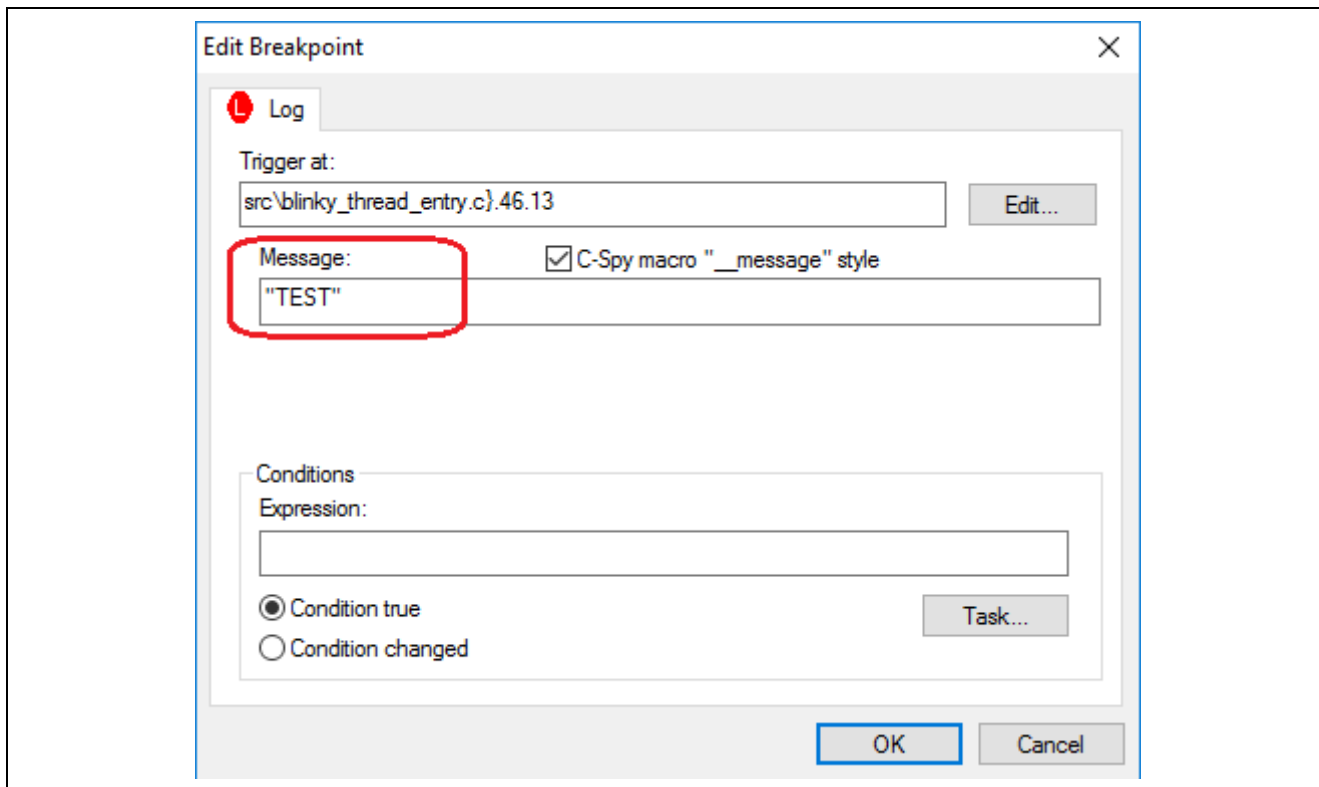 Edit Breakpoint
L Log
Trigger at:
src\blinky_thread_entry.c}.46.13
Edit...
Message:
C-Spy macro "__message" style
"TEST"
Conditions
Expression:
Condition true
Task...
Condition changed
OK
Cancel